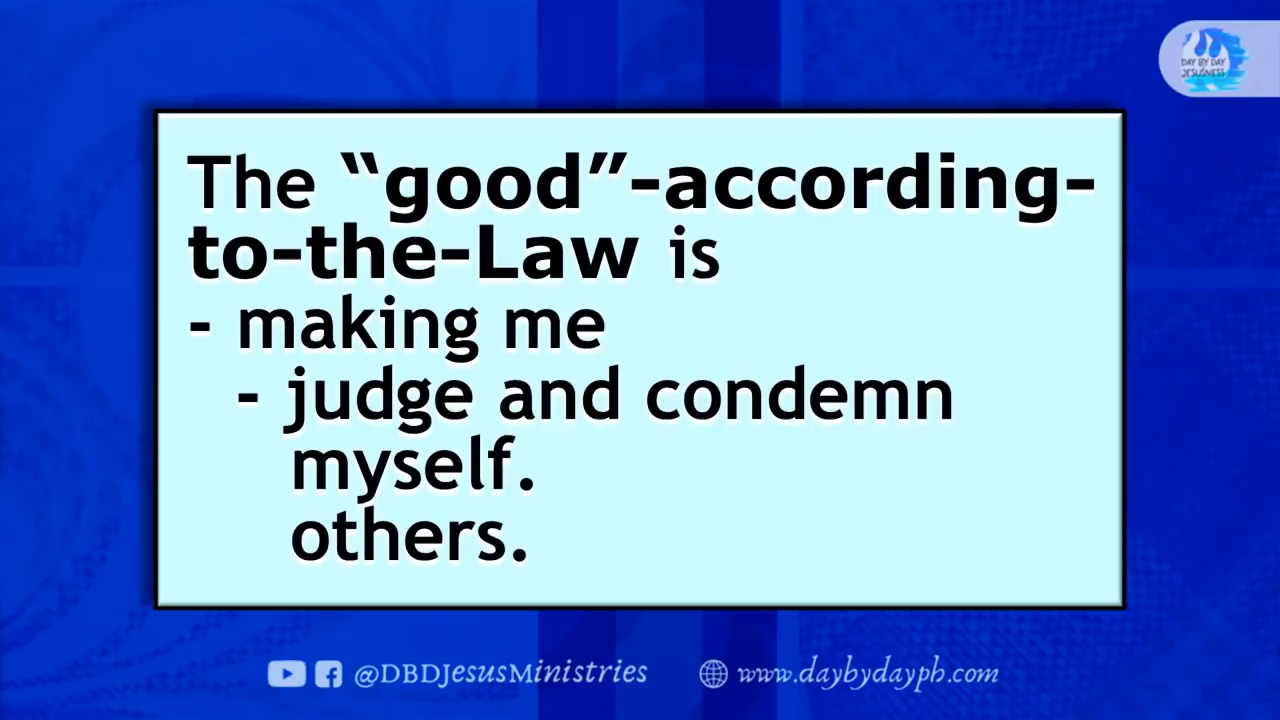 DAY BY DAY
JESUSNESS
The “good”-according-
to-the-Law is
- making me
- judge and condemn
myself.
others.
@DBDJesusMinistries
www.daybydayph.com